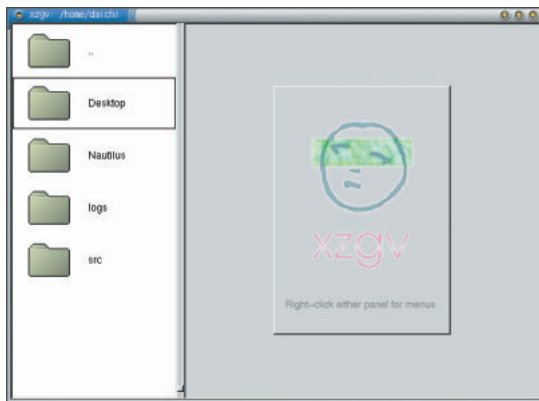 xzgv: /home/daichi
..
Desktop
Nautilus
logs
src
xzgv
Right-click either panel for menus